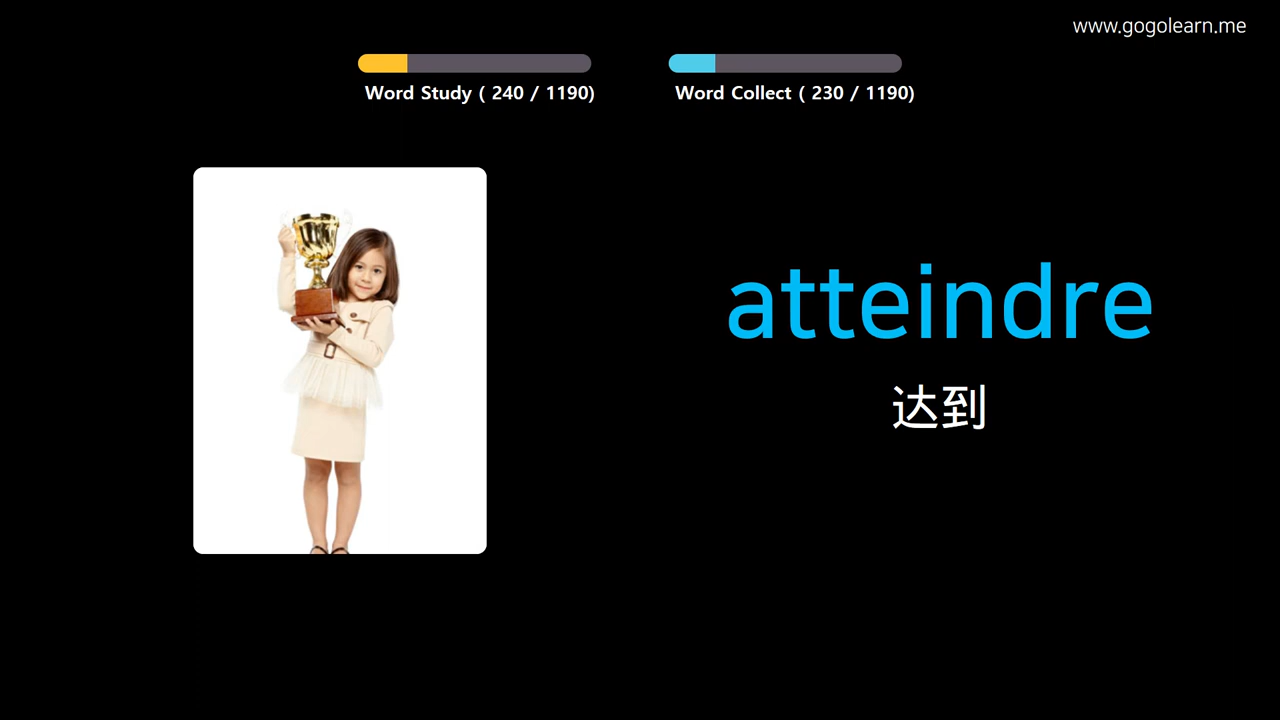 www.gogolearn.me
Word Study ( 240 / 1190)
Word Collect ( 230 / 1190)
atteindre
达到